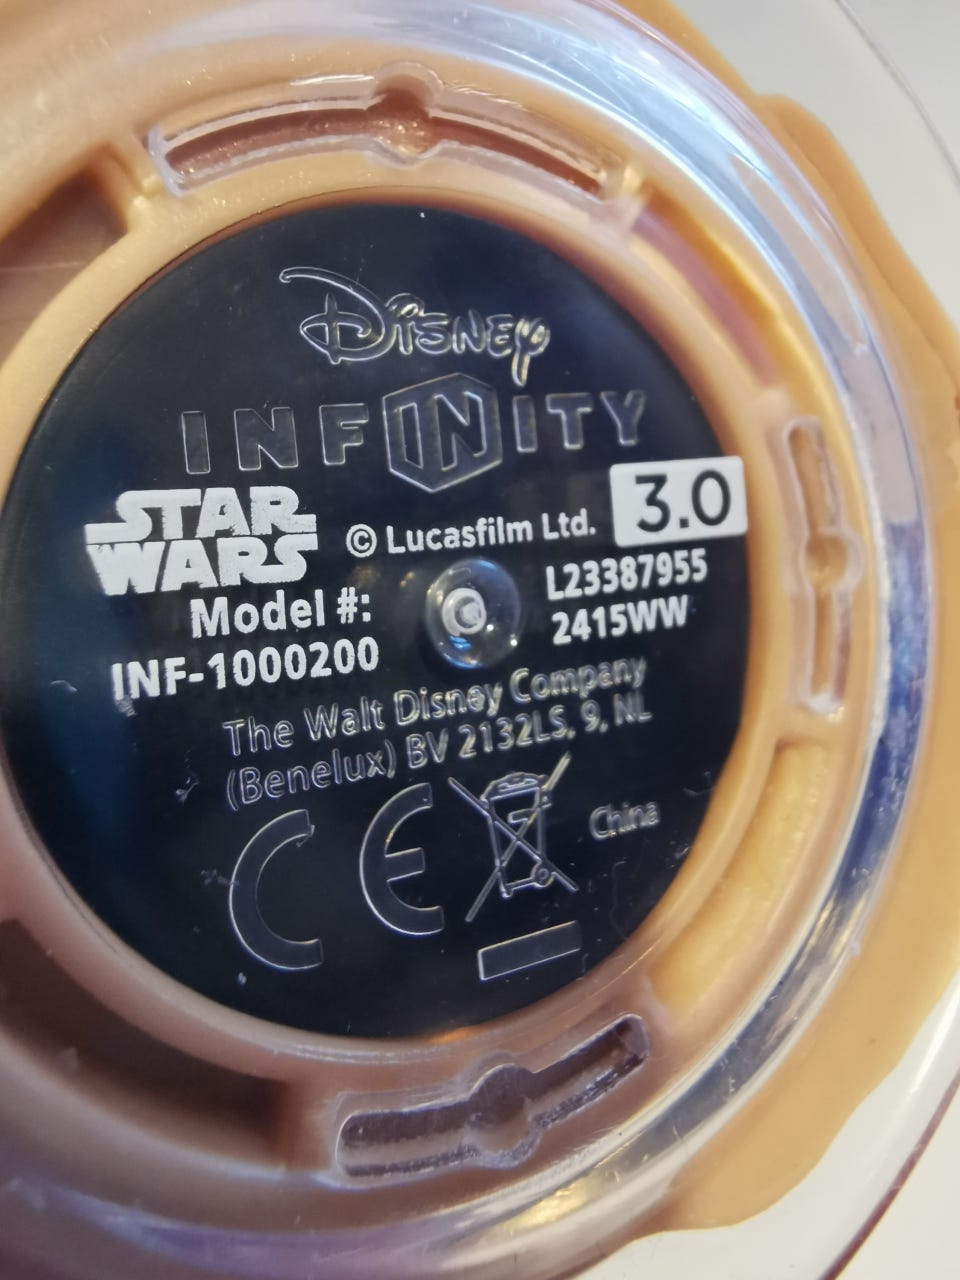 Disney
INFINITY
3.0
STAR
WARS
© Lucasfilm Ltd.
Model #:
INF-1000200
L23387955
2415WW
The Walt Disney Company
(Benelux) BV 2132LS, 9, NL
CE
China